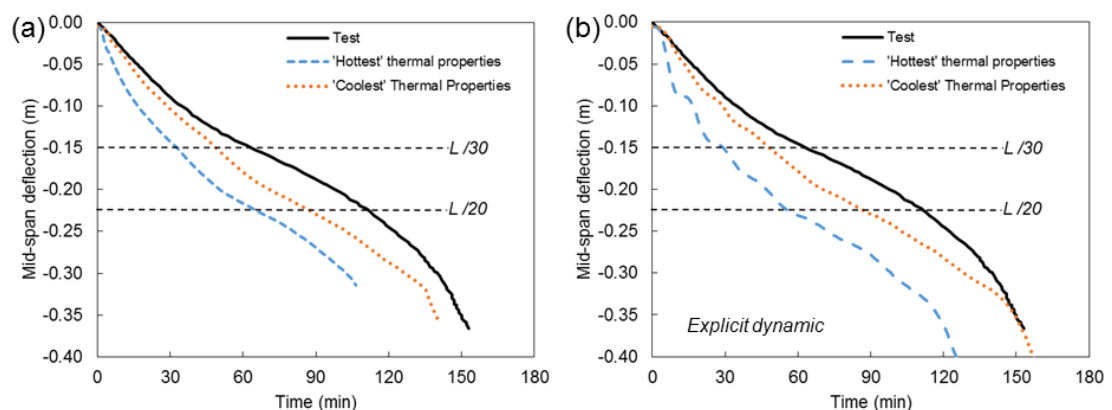 (a)
0.00
-0.05
-0.10
-0.15
-0.20
-0.25
-0.30
-0.35
-0.40
Mid-span deflection (m)
Test
'Hottest' thermal properties
'Coolest' Thermal Properties
L /30
L /20
0 30 60 90 120 150 180
Time (min)
(b)
0.00
-0.05
-0.10
-0.15
-0.20
-0.25
-0.30
-0.35
-0.40
Mid-span deflection (m)
Test
'Hottest' thermal properties
'Coolest' Thermal Properties
L /30
L /20
Explicit dynamic
0 30 60 90 120 150 180
Time (min)